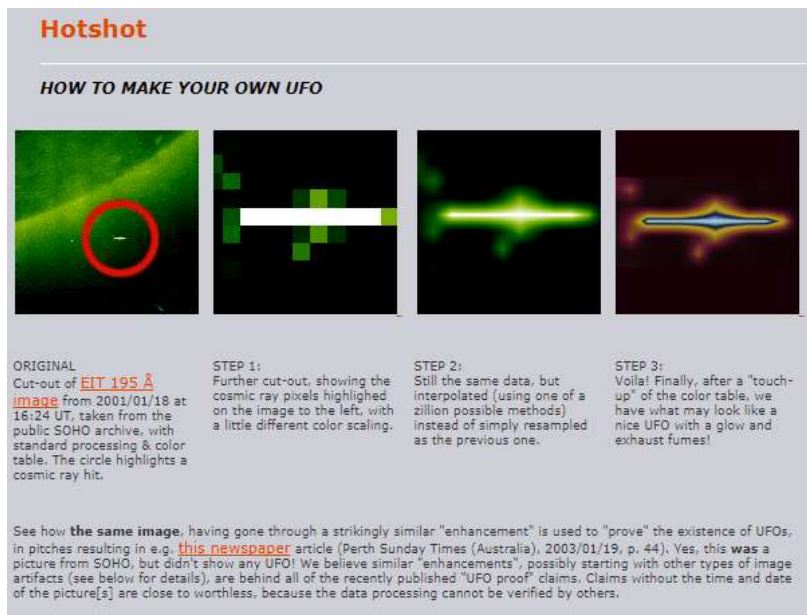 Hotshot
HOW TO MAKE YOUR OWN UFO
ORIGINAL
Cut-out of EIT 195 Å
image from 2001/01/18 at
16:24 UT, taken from the
public SOHO archive, with
standard processing & color
table. The circle highlights a
cosmic ray hit.
STEP 1:
Further cut-out, showing the
cosmic ray pixels highlighed
on the image to the left, with
a little different color scaling.
STEP 2:
Still the same data, but
interpolated (using one of a
zillion possible methods)
instead of simply resampled
as the previous one.
STEP 3:
Voila! Finally, after a "touch-
up" of the color table, we
have what may look like a
nice UFO with a glow and
exhaust fumes!
See how the same image, having gone through a strikingly similar "enhancement" is used to "prove" the existence of UFOs,
in pitches resulting in e.g. this newspaper article (Perth Sunday Times (Australia), 2003/01/19, p. 44). Yes, this was a
picture from SOHO, but didn't show any UFO! We believe similar "enhancements", possibly starting with other types of image
artifacts (see below for details), are behind all of the recently published "UFO proof" claims. Claims without the time and date
of the picture[s] are close to worthless, because the data processing cannot be verified by others.